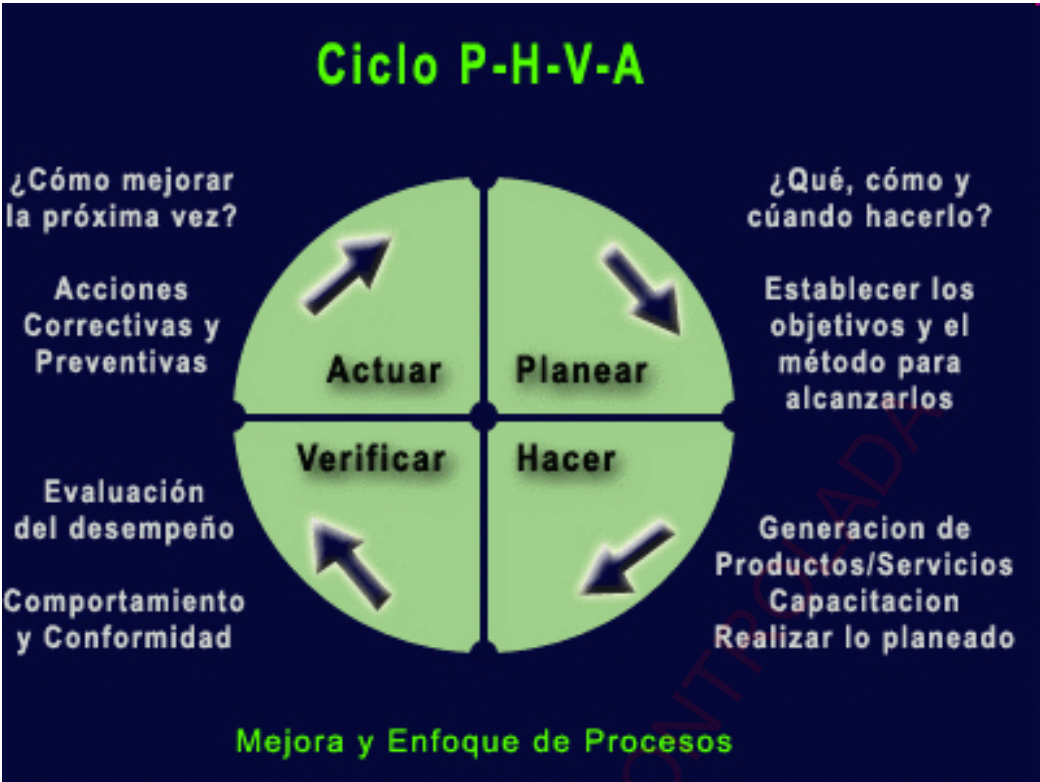 Ciclo P-H-V-A
¿Cómo mejorar
la próxima vez?
Acciones
Correctivas y
Preventivas
¿Qué, cómo y
cúando hacerlo?
Establecer los
objetivos y el
método para
alcanzarlos
Actuar
Planear
Verificar
Hacer
Evaluación
del desempeño
Comportamiento
y Conformidad
Generacion de
Productos/Servicios
Capacitacion
Realizar lo planeado
Mejora y Enfoque de Procesos